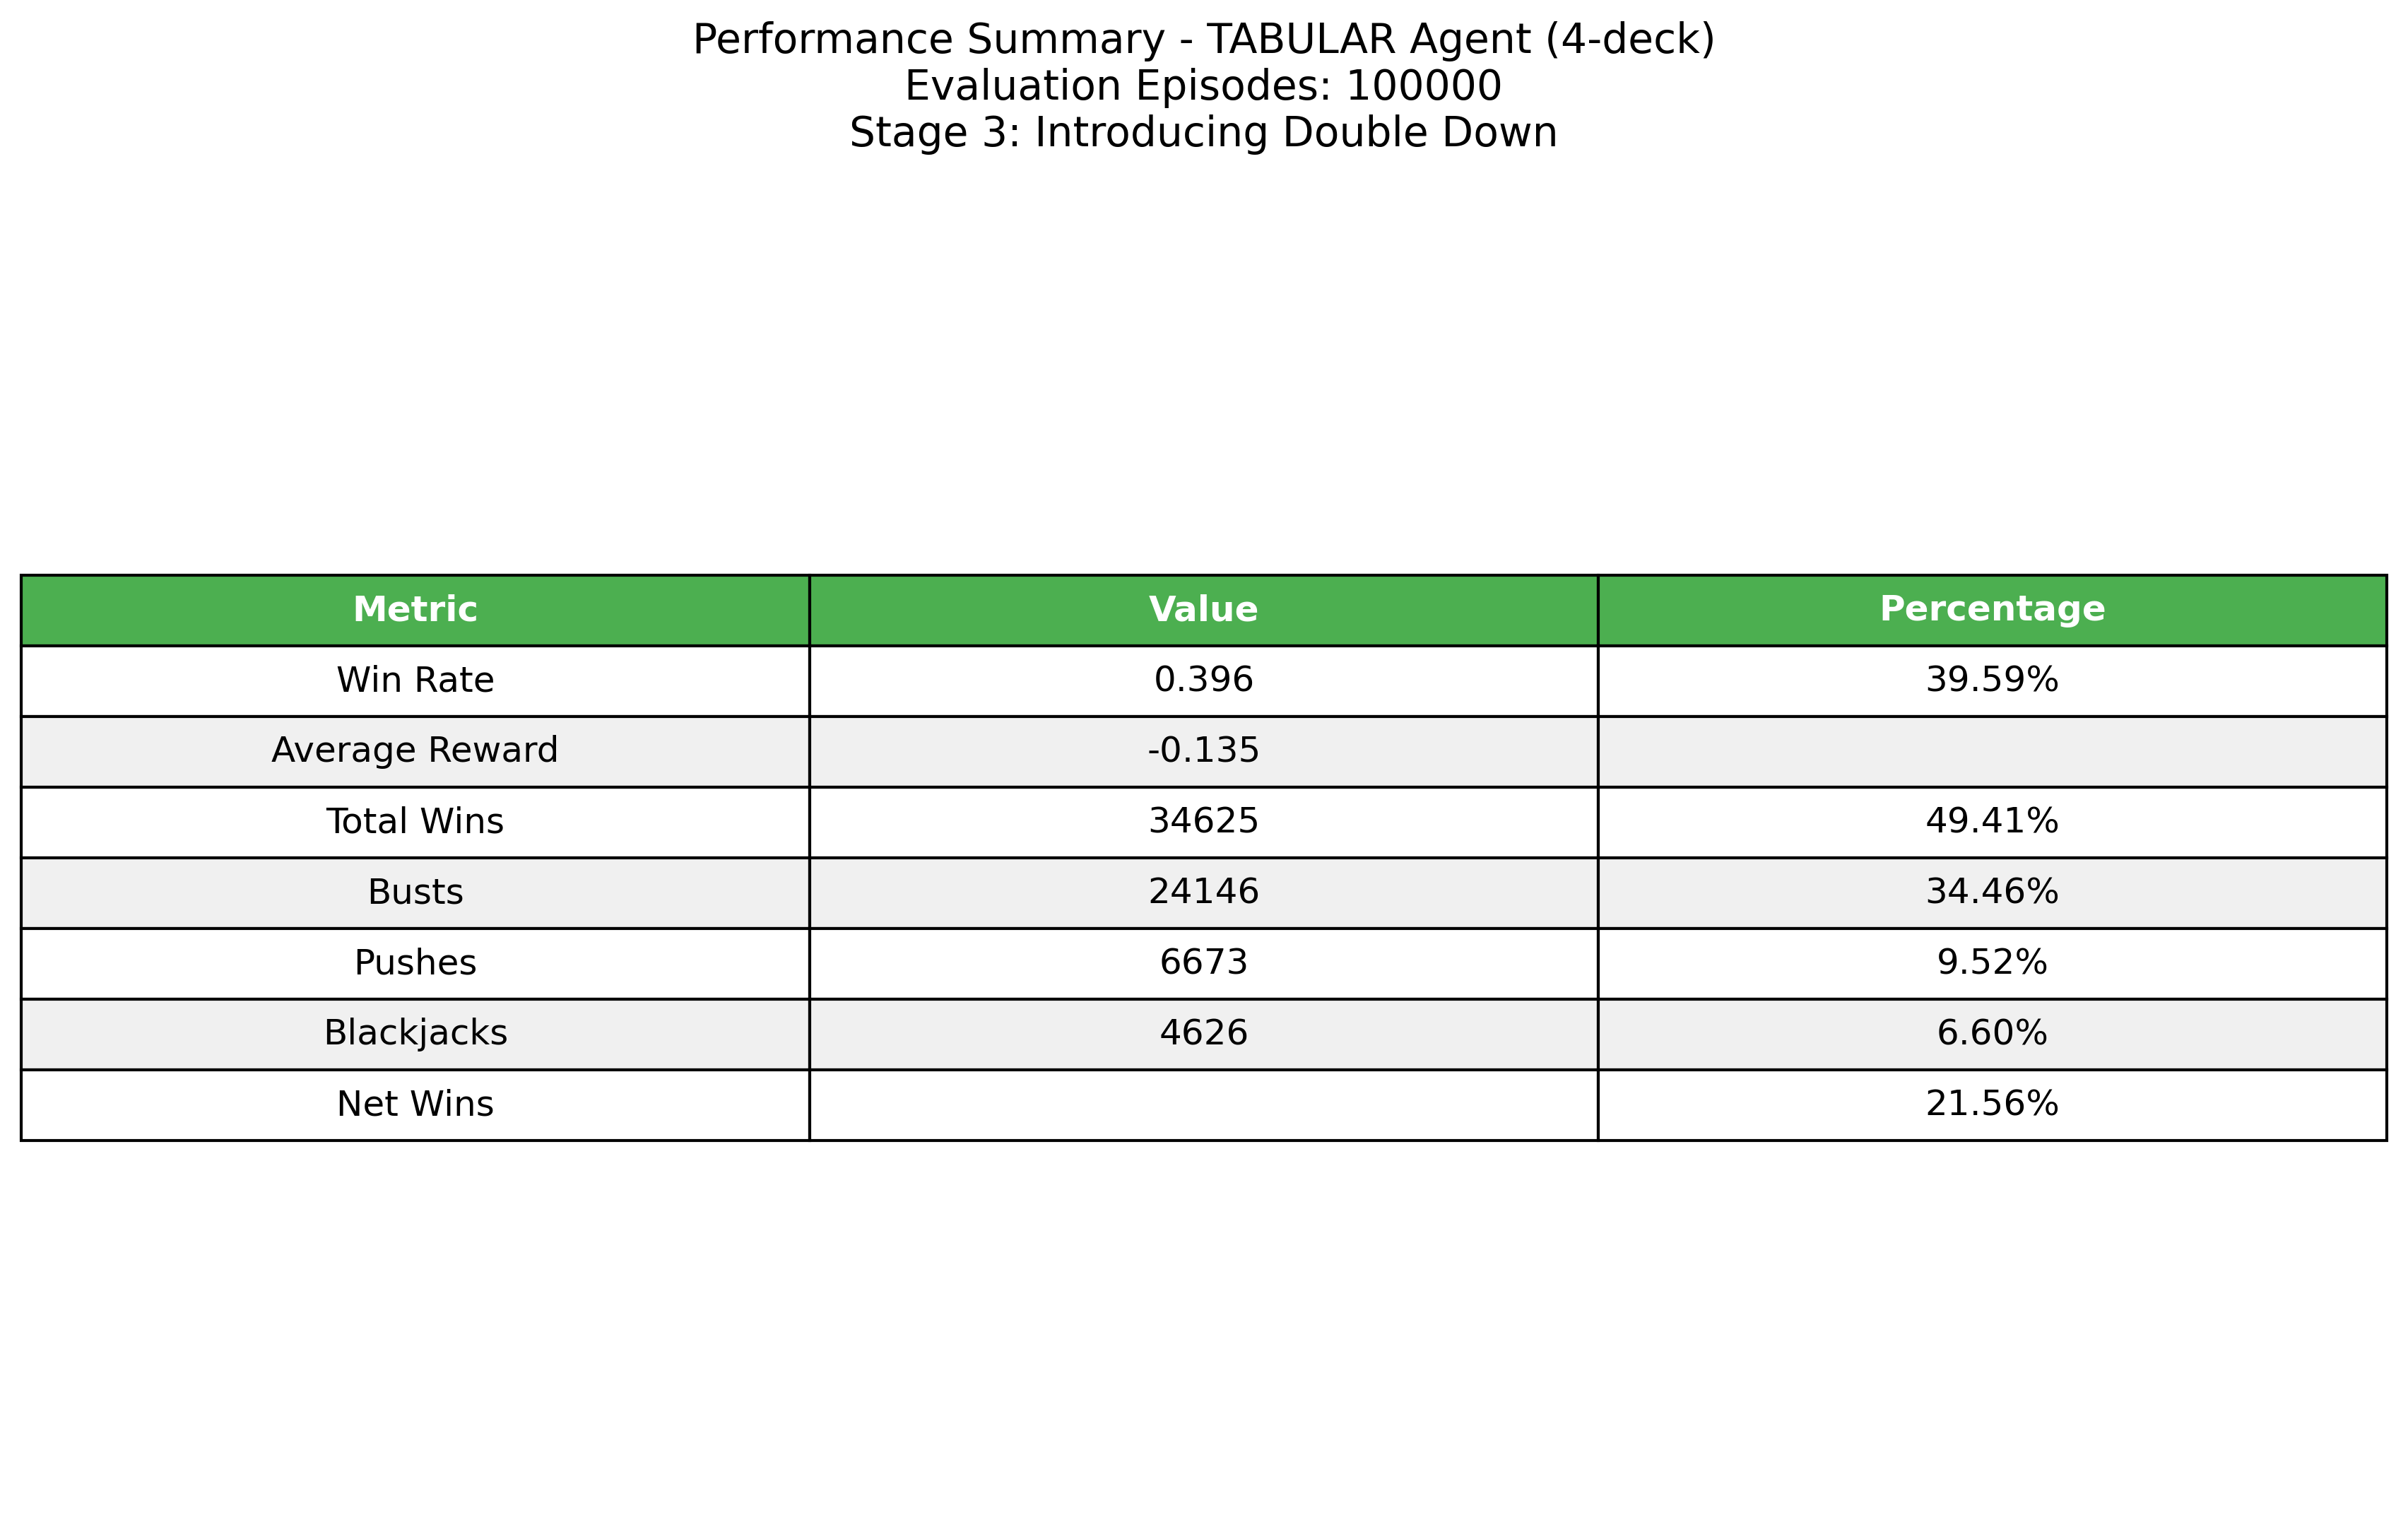 Performance Summary - TABULAR Agent (4-deck)
Evaluation Episodes: 100000
Stage 3: Introducing Double Down
Metric Value Percentage
Win Rate 0.396 39.59%
Average Reward -0.135
Total Wins 34625 49.41%
Busts 24146 34.46%
Pushes 6673 9.52%
Blackjacks 4626 6.60%
Net Wins 21.56%